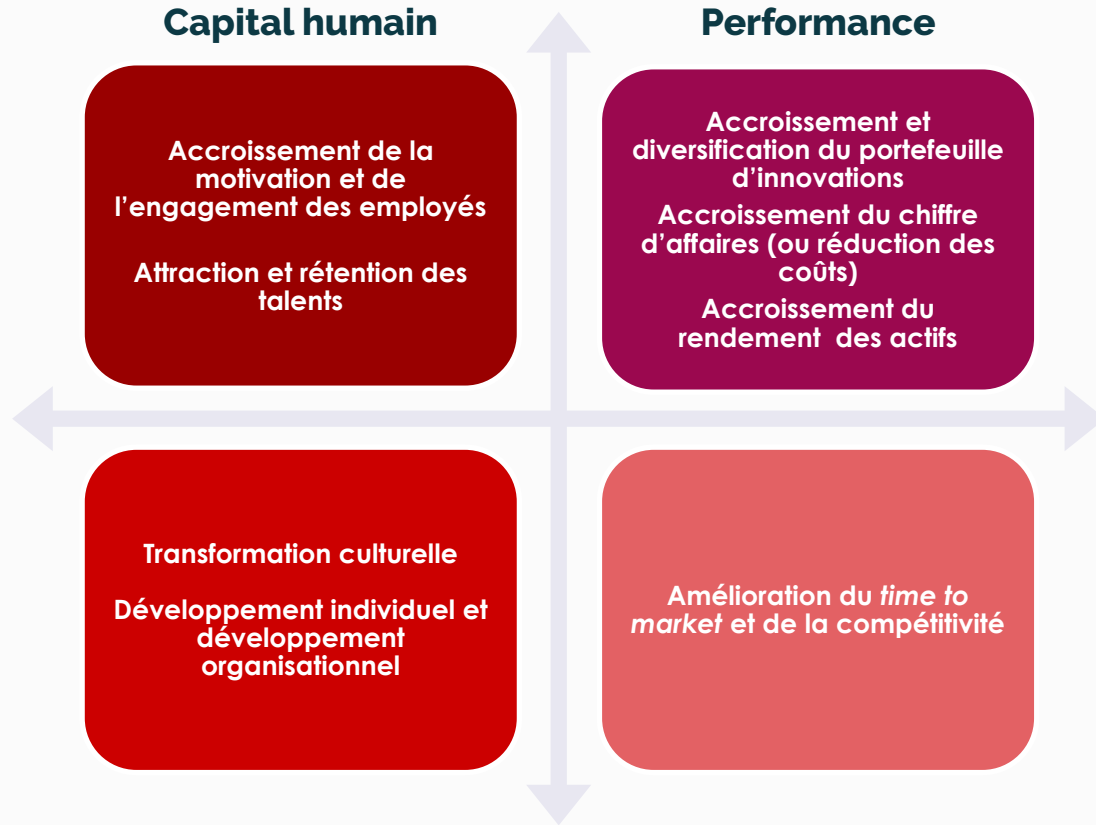 Capital humain
Performance
Accroissement de la
motivation et de
l’engagement des employés
Attraction et rétention des
talents
Accroissement et
diversification du portefeuille
d’innovations
Accroissement du chiffre
d’affaires (ou réduction des
coûts)
Accroissement du
rendement  des actifs
Transformation culturelle
Développement individuel et
développement
organisationnel
Amélioration du time to
market et de la compétitivité